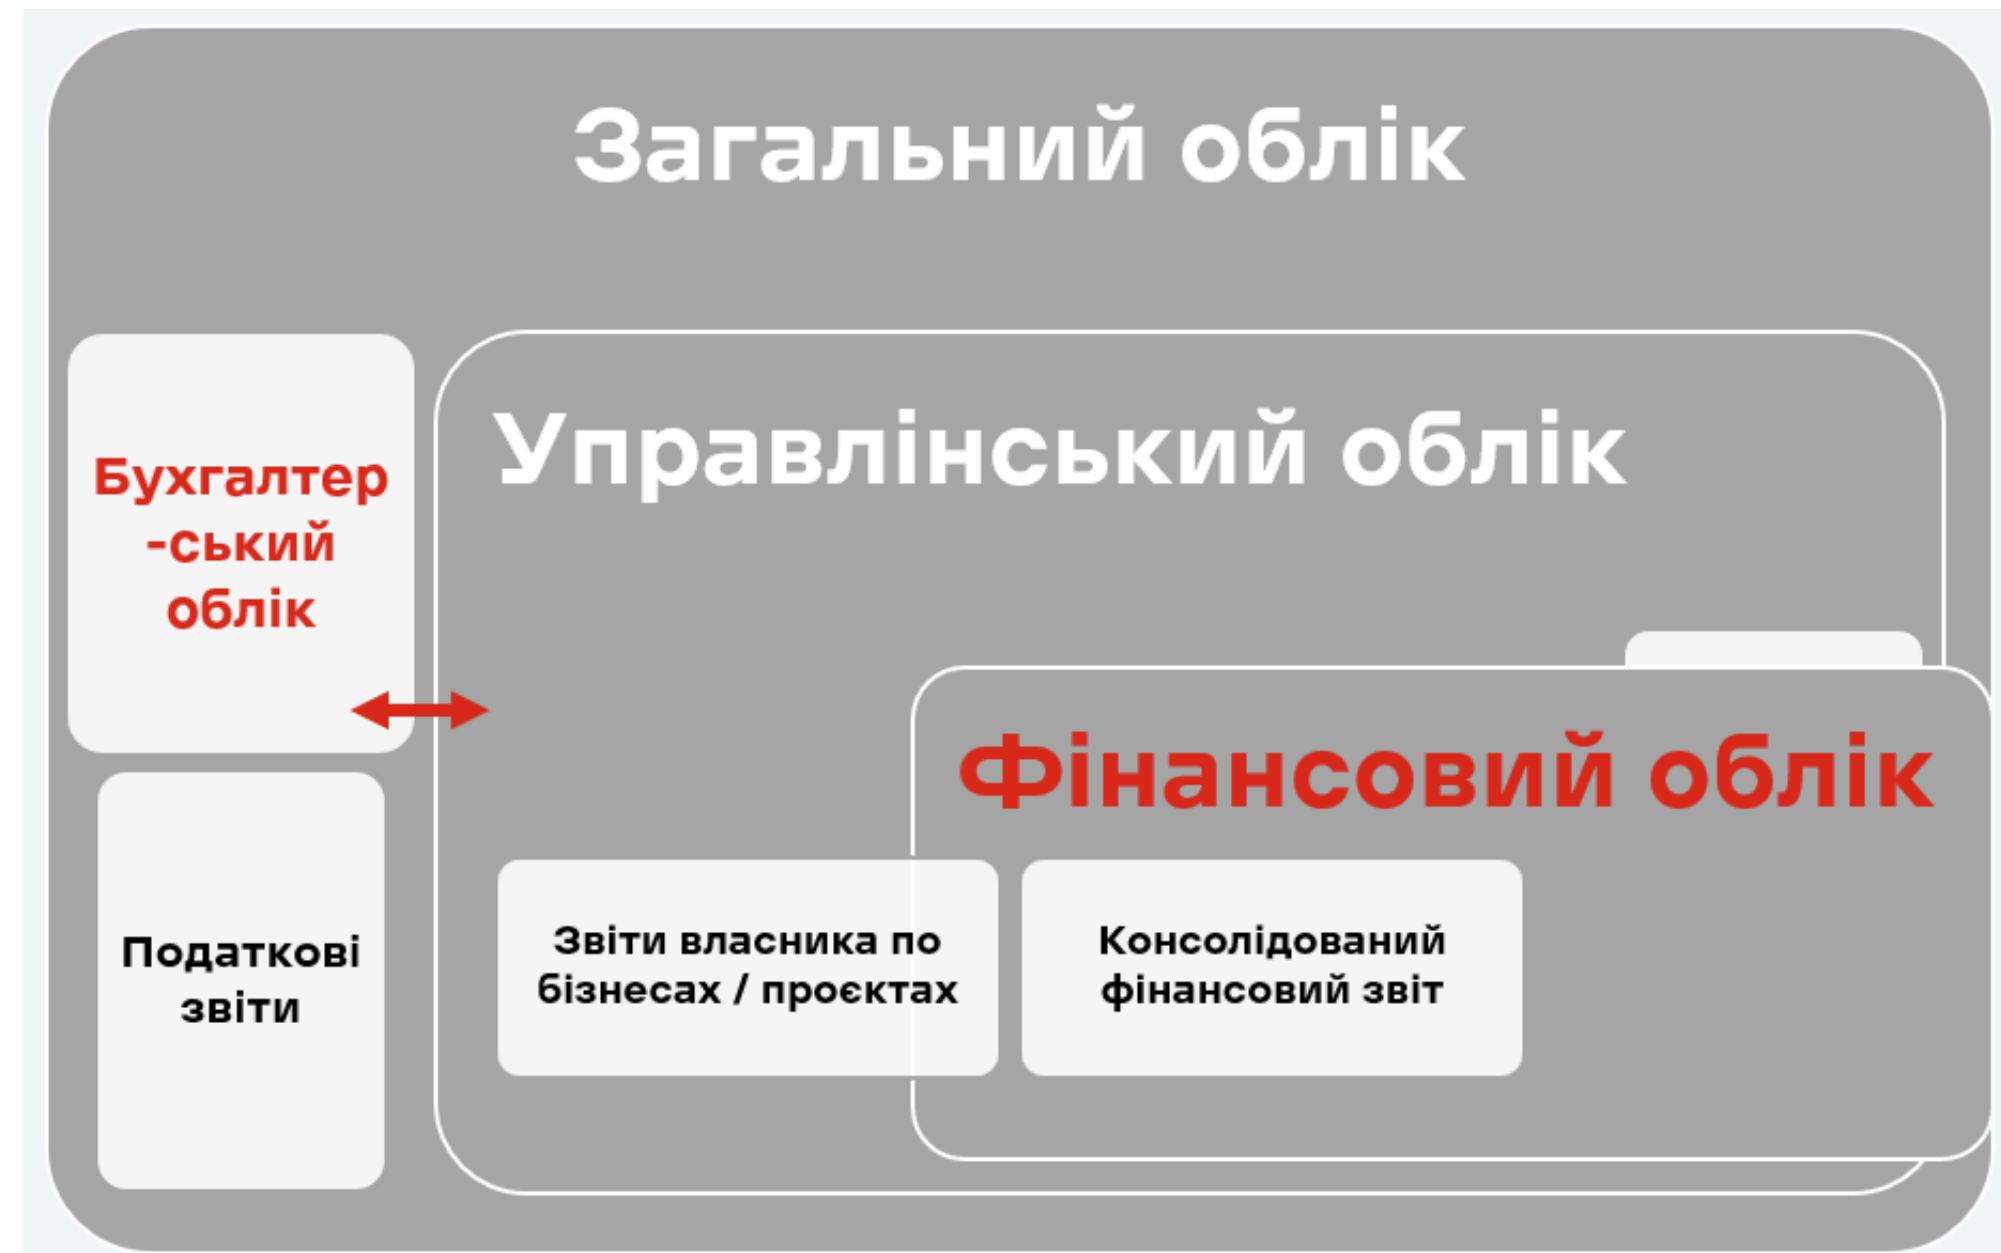 Загальний облік
Бухгалтер
-ський
облік
Управлінський облік
Фінансовий облік
Податкові
звіти
Звіти власника по
бізнесах / проєктах
Консолідований
фінансовий звіт